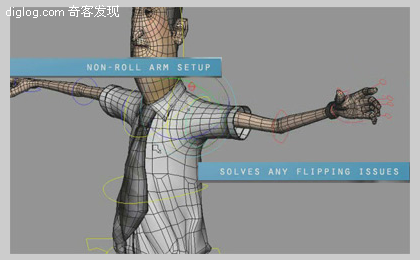 diglog.com 奇客发现
NON-ROLL ARM SETUP
SOLVES ANY FLIPPING ISSUES